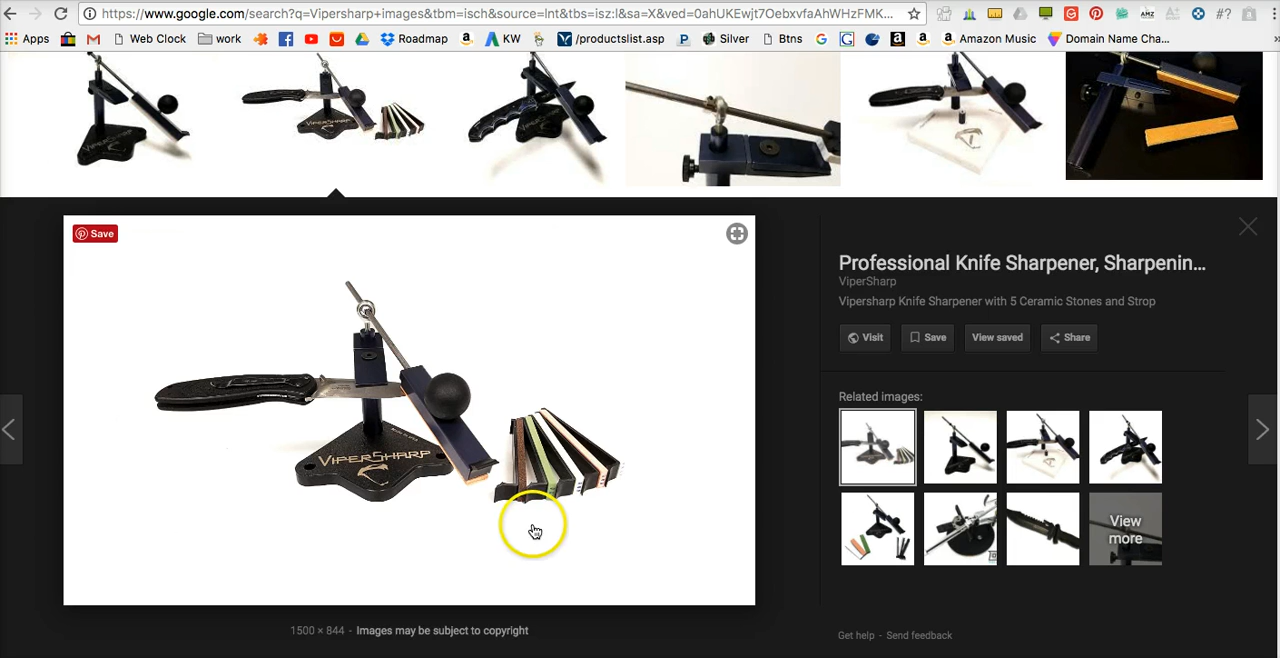 https://www.google.com/search?q=Vipersharp+images&tbm=isch&source=lnt&tbs=isz:l&sa=X&ved=0ahUKEwjt7OebxvfaAhWHzFMK...
#?
Apps Web Clock work Roadmap KW /productslist.asp Silver Btns Amazon Music Domain Name Cha...
VIPERSHARP
Save
Professional Knife Sharpener, Sharpenin...
ViperSharp
Vipersharp Knife Sharpener with 5 Ceramic Stones and Strop
Visit Save View saved Share
Related images:
VIPERSHARP
View
more
1500 × 844 - Images may be subject to copyright
Get help - Send feedback